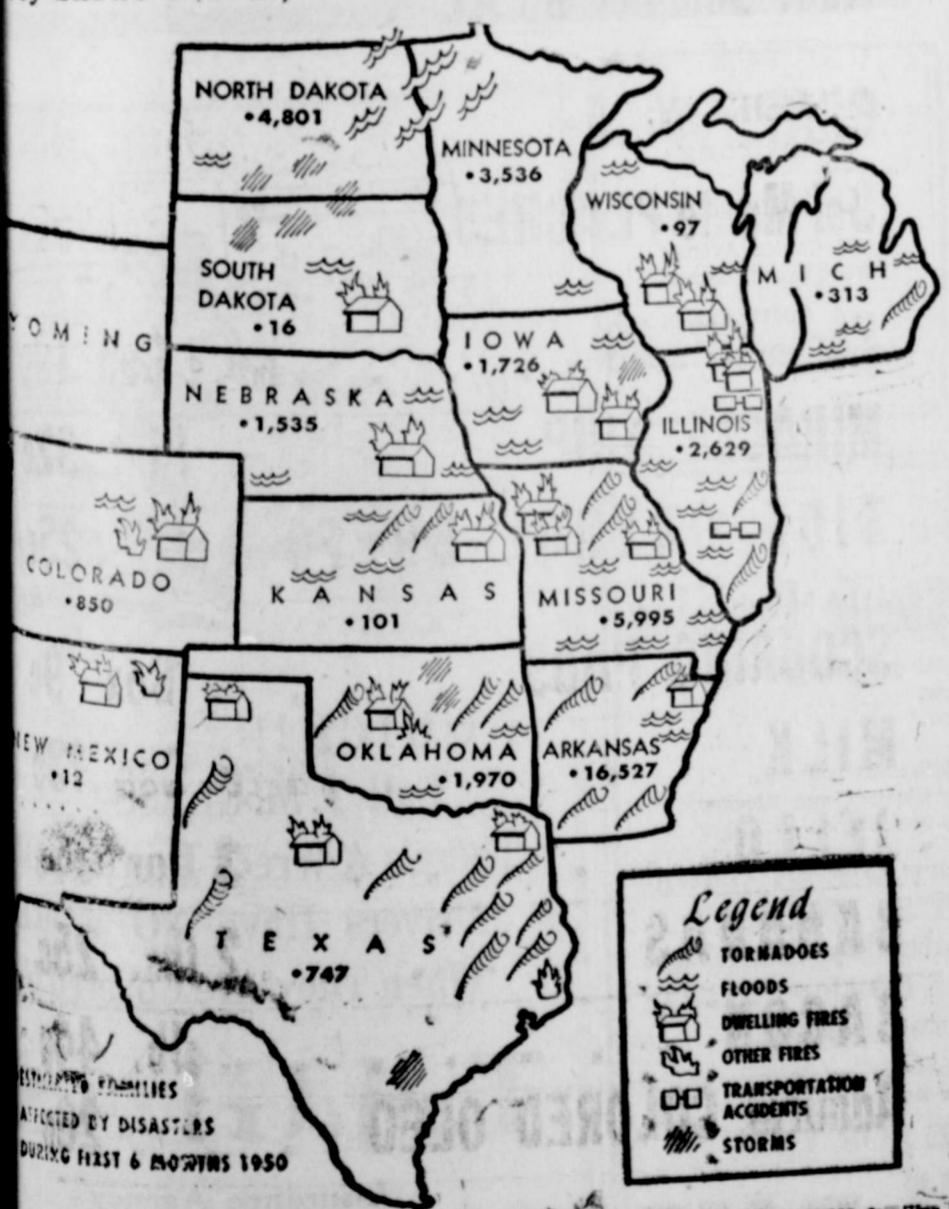 NORTH DAKOTA
•4,801
MINNESOTA
•3,536
WISCONSIN
•97
M I C H
•313
SOUTH
DAKOTA
•16
OMING
IOWA
•1,726
NEBRASKA
•1,535
ILLINOIS
•2,629
COLORADO
•850
KANSAS
•101
MISSOURI
•5,995
NEW MEXICO
•12
OKLAHOMA
•1,970
ARKANSAS
•16,527
TEXAS
•747
Legend
TORNADOES
FLOODS
DWELLING FIRES
OTHER FIRES
TRANSPORTATION
ACCIDENTS
STORMS
FAMILIES
AFFECTED BY DISASTERS
DURING FIRST 6 MONTHS 1950